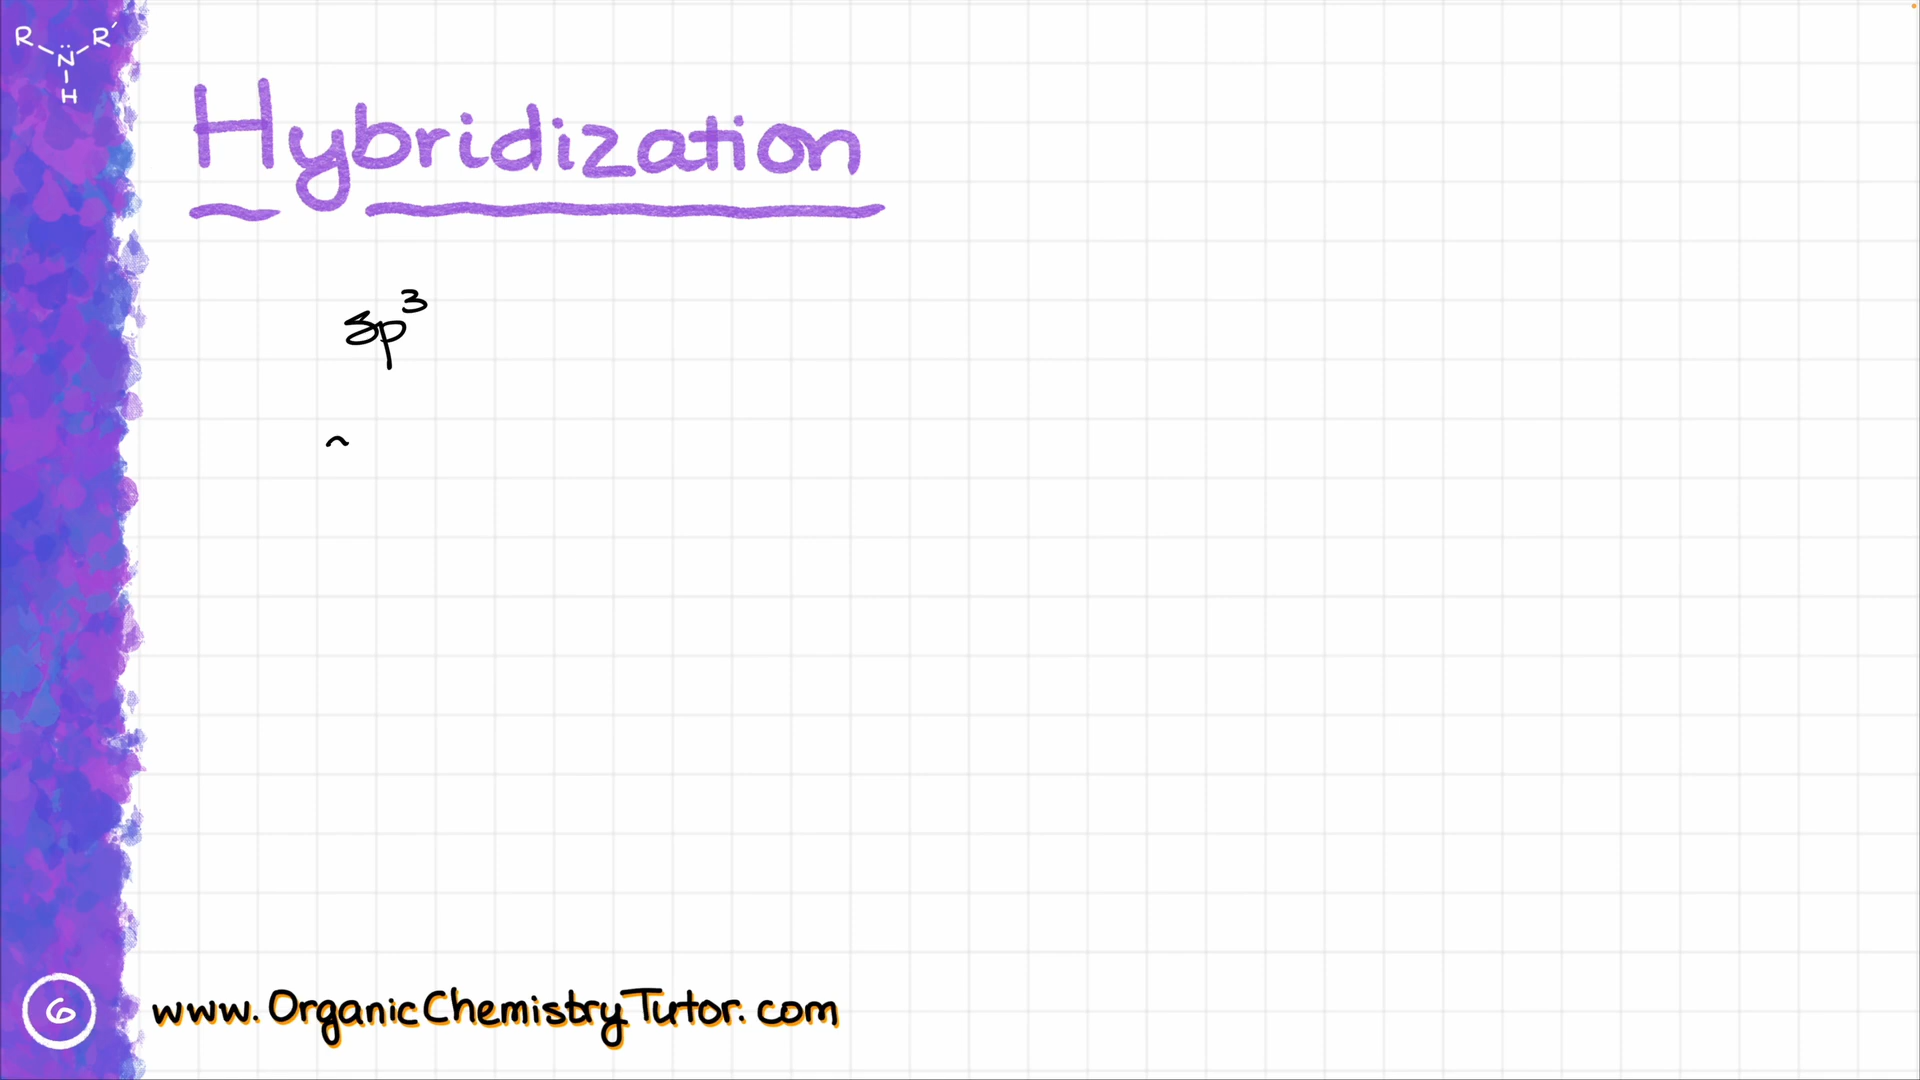 R N̈ R´
H
Hybridization
sp³
~
6
www.OrganicChemistryTutor.com